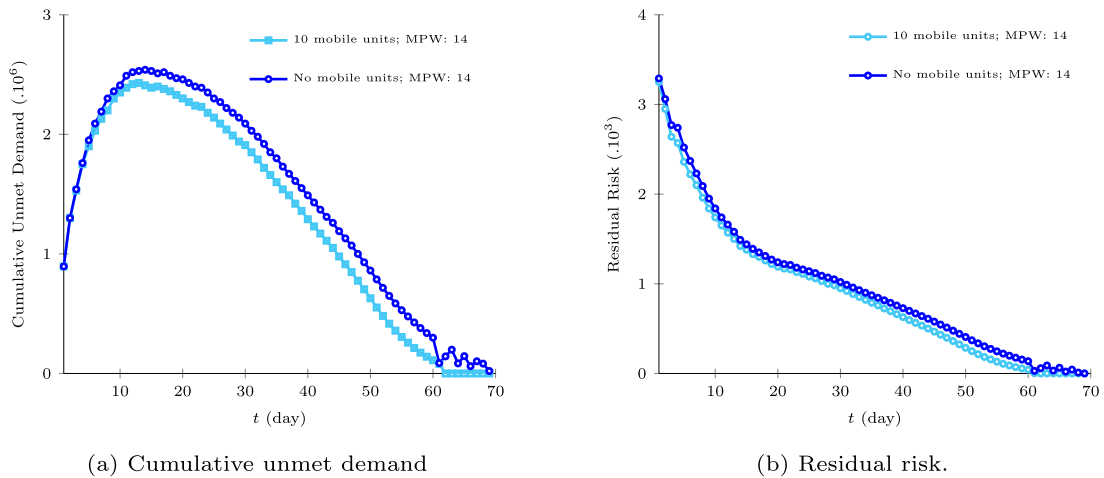 3
2
1
0
10 20 30 40 50 60 70
Cumulative Unmet Demand (.10⁶)
t (day)
10 mobile units; MPW: 14
No mobile units; MPW: 14
(a) Cumulative unmet demand
4
3
2
1
0
10 20 30 40 50 60 70
Residual Risk (.10³)
t (day)
10 mobile units; MPW: 14
No mobile units; MPW: 14
(b) Residual risk.